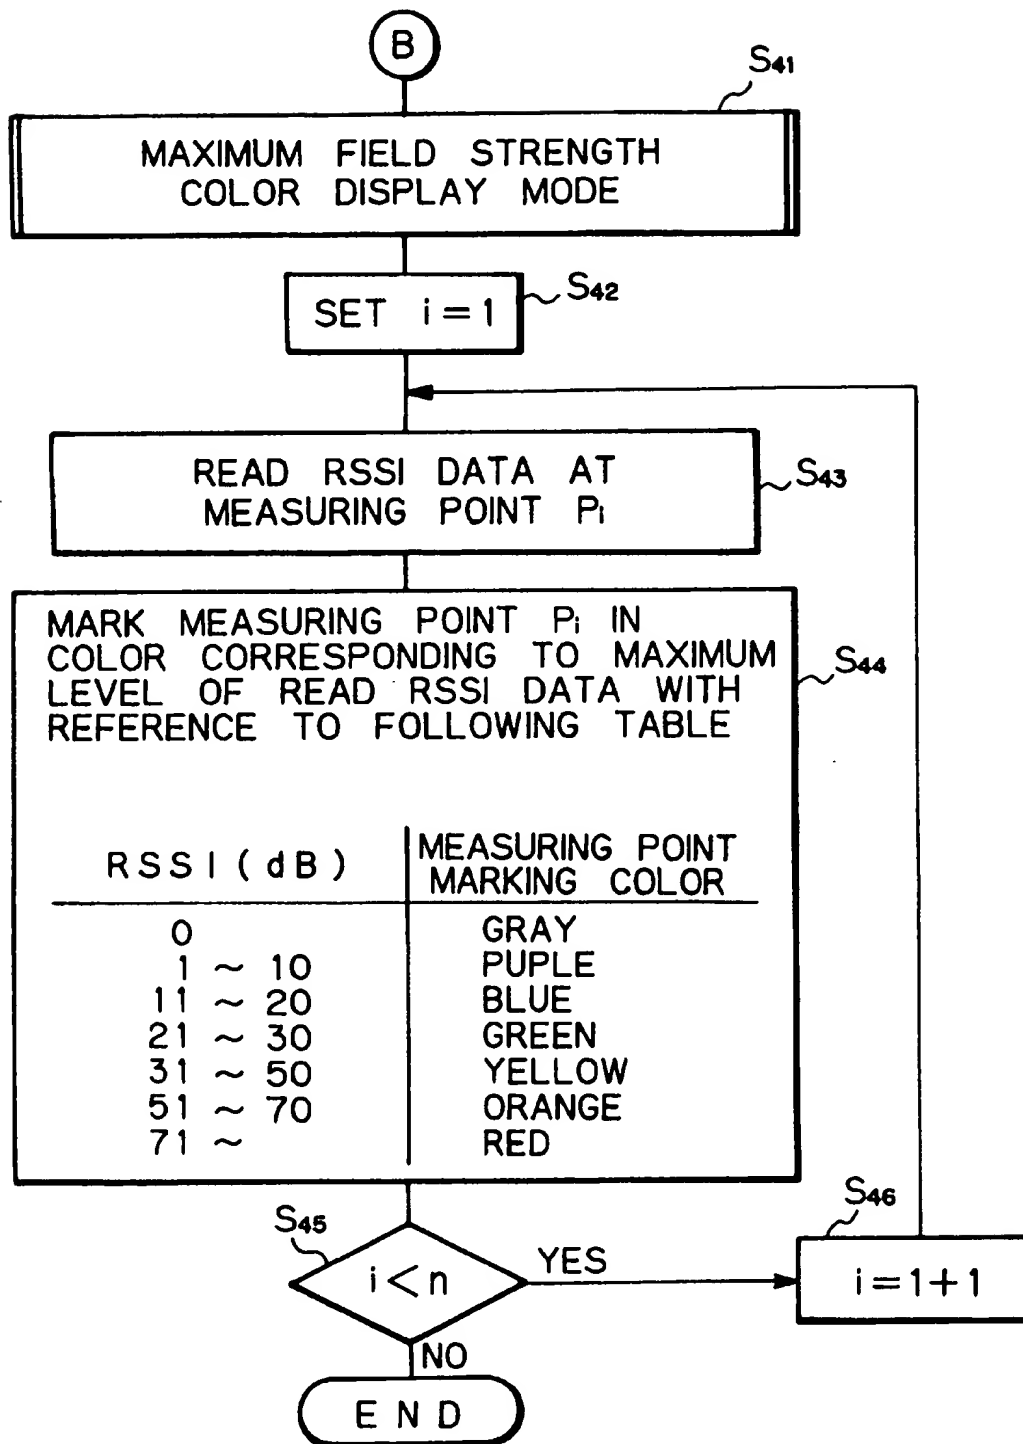 B
S41
MAXIMUM FIELD STRENGTH
COLOR DISPLAY MODE
S42
SET i=1
READ RSSI DATA AT
MEASURING POINT Pi
S43
MARK MEASURING POINT Pi IN
COLOR CORRESPONDING TO MAXIMUM
LEVEL OF READ RSSI DATA WITH
REFERENCE TO FOLLOWING TABLE
S44
RSSI(dB) MEASURING POINT
MARKING COLOR
0 GRAY
1 ~ 10 PUPLE
11 ~ 20 BLUE
21 ~ 30 GREEN
31 ~ 50 YELLOW
51 ~ 70 ORANGE
71 ~ RED
S45
i<n
YES
S46
i=1+1
NO
END